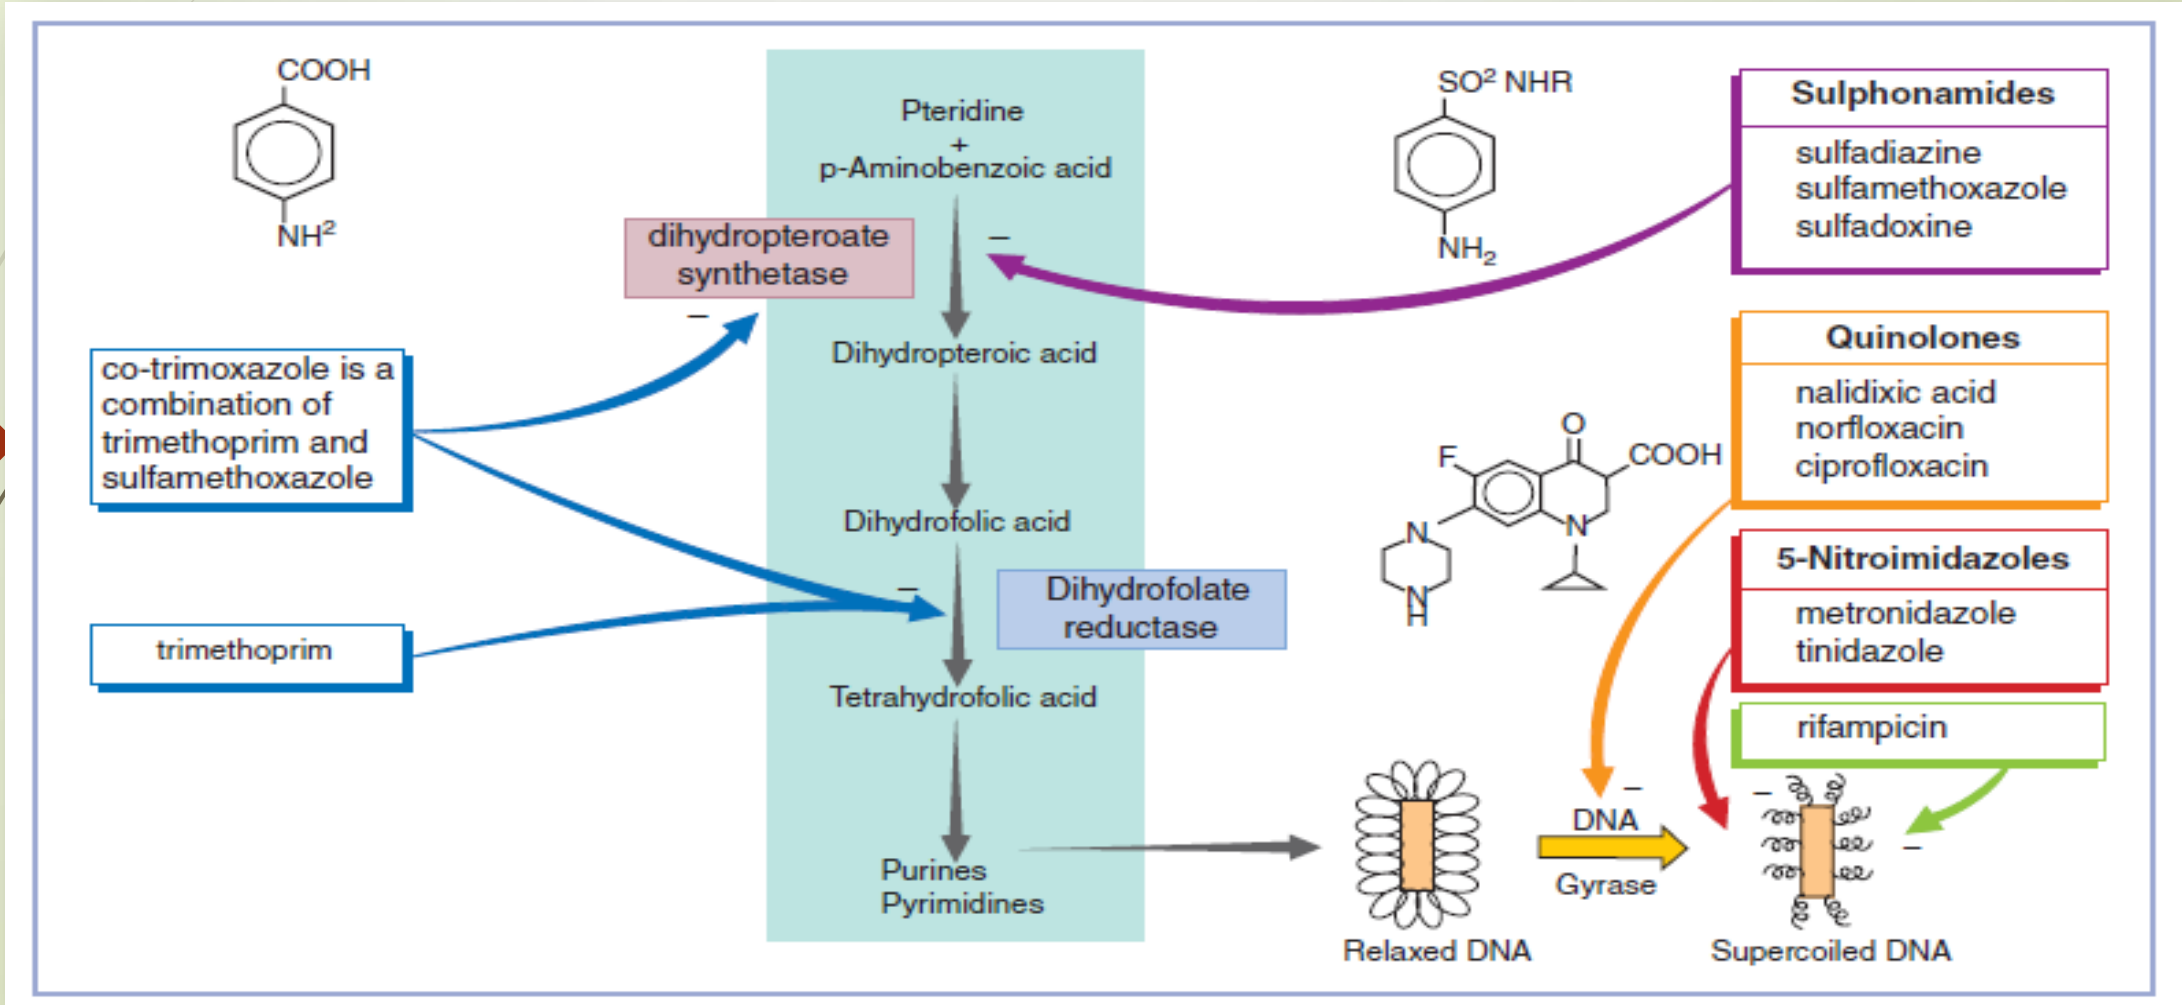 COOH
NH²
Pteridine
+
p-Aminobenzoic acid
dihydropteroate
synthetase
–
–
Dihydropteroic acid
co-trimoxazole is a
combination of
trimethoprim and
sulfamethoxazole
Dihydrofolic acid
–
Dihydrofolate
reductase
trimethoprim
Tetrahydrofolic acid
Purines
Pyrimidines
SO² NHR
NH₂
Sulphonamides
sulfadiazine
sulfamethoxazole
sulfadoxine
Quinolones
nalidixic acid
norfloxacin
ciprofloxacin
O
F
COOH
N
N
N
H
5-Nitroimidazoles
metronidazole
tinidazole
rifampicin
–
–
–
DNA
Gyrase
Relaxed DNA
Supercoiled DNA